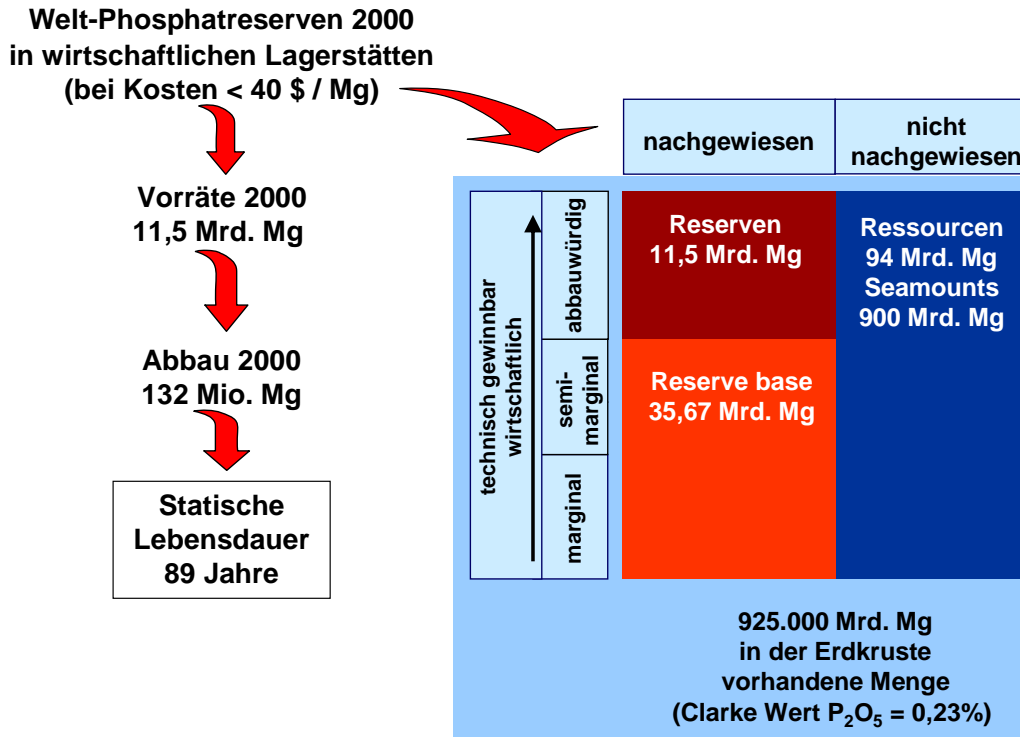 Welt-Phosphatreserven 2000
in wirtschaftlichen Lagerstätten
(bei Kosten < 40 $ / Mg)
Vorräte 2000
11,5 Mrd. Mg
Abbau 2000
132 Mio. Mg
Statische
Lebensdauer
89 Jahre
nachgewiesen
nicht
nachgewiesen
technisch gewinnbar
wirtschaftlich
abbauwürdig
semi-
marginal
marginal
Reserven
11,5 Mrd. Mg
Reserve base
35,67 Mrd. Mg
Ressourcen
94 Mrd. Mg
Seamounts
900 Mrd. Mg
925.000 Mrd. Mg
in der Erdkruste
vorhandene Menge
(Clarke Wert P₂O₅ = 0,23%)